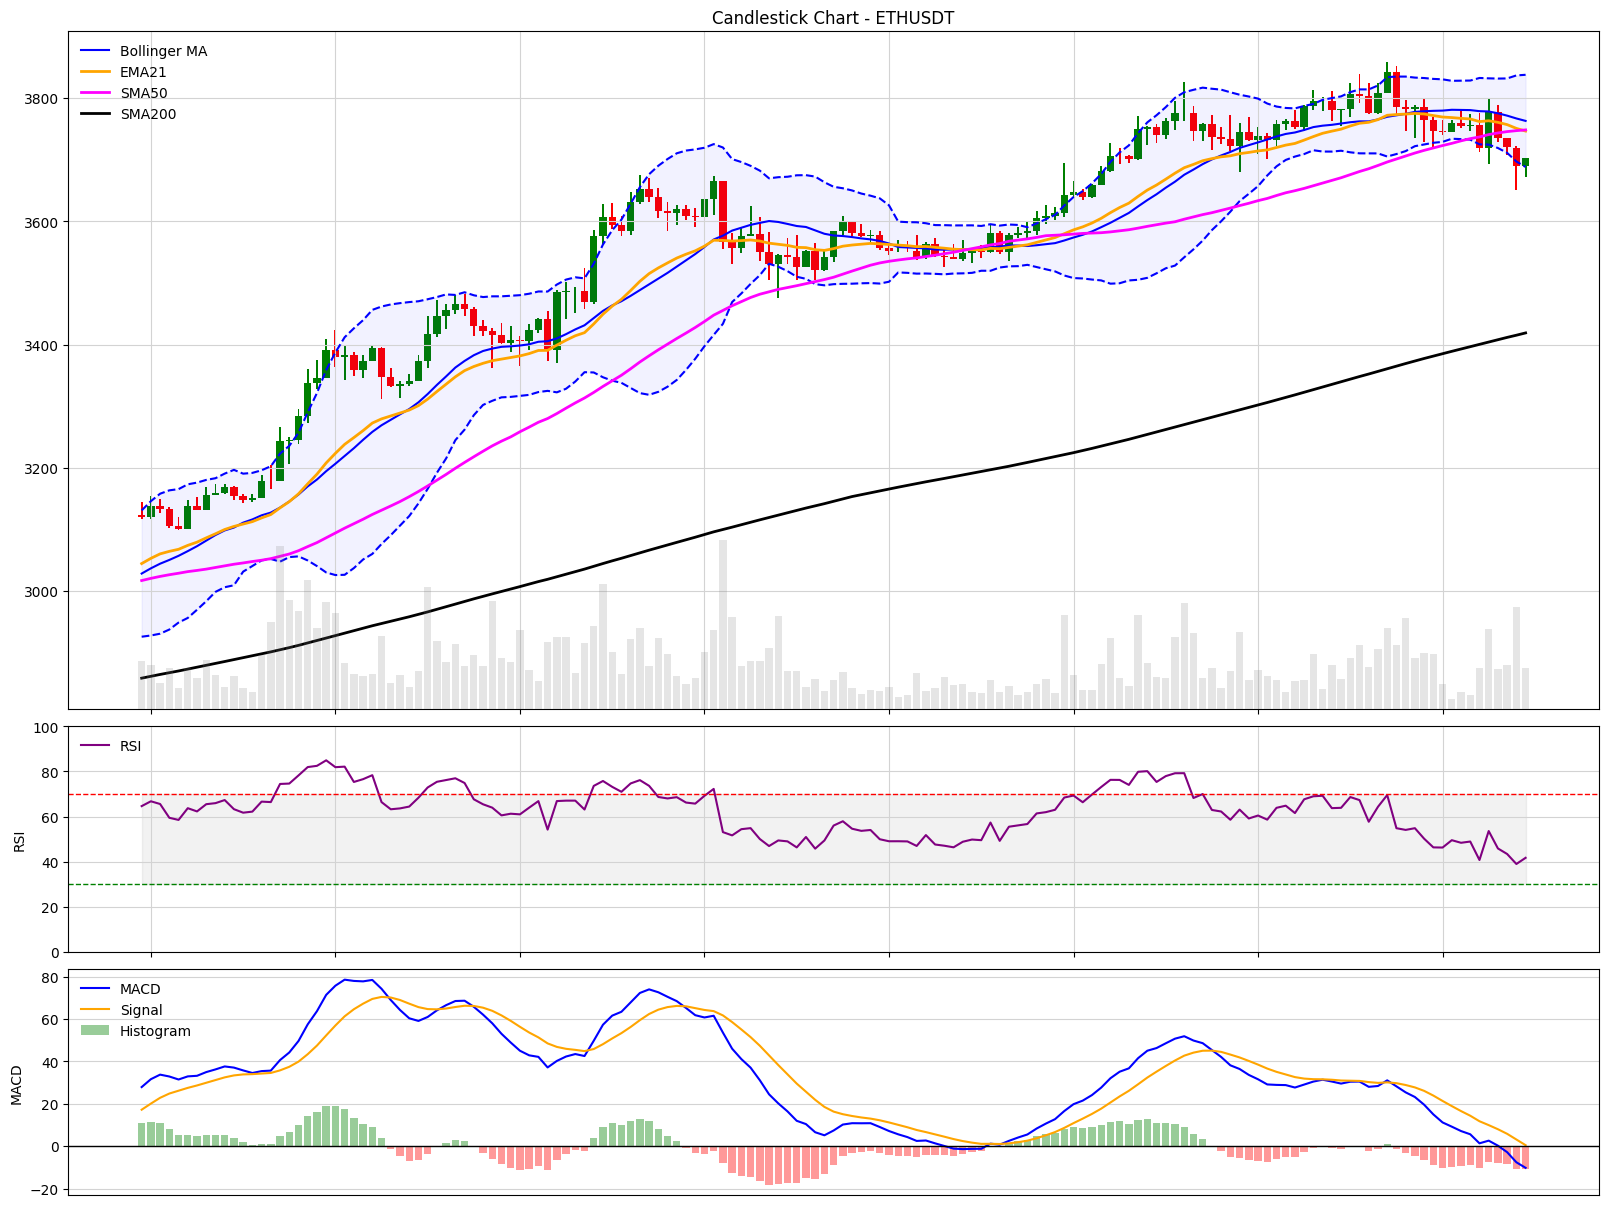 Candlestick Chart - ETHUSDT
Bollinger MA
EMA21
SMA50
SMA200
3800
3600
3400
3200
3000
RSI
100
80
60
40
20
0
RSI
MACD
Signal
Histogram
80
60
40
20
0
−20
MACD